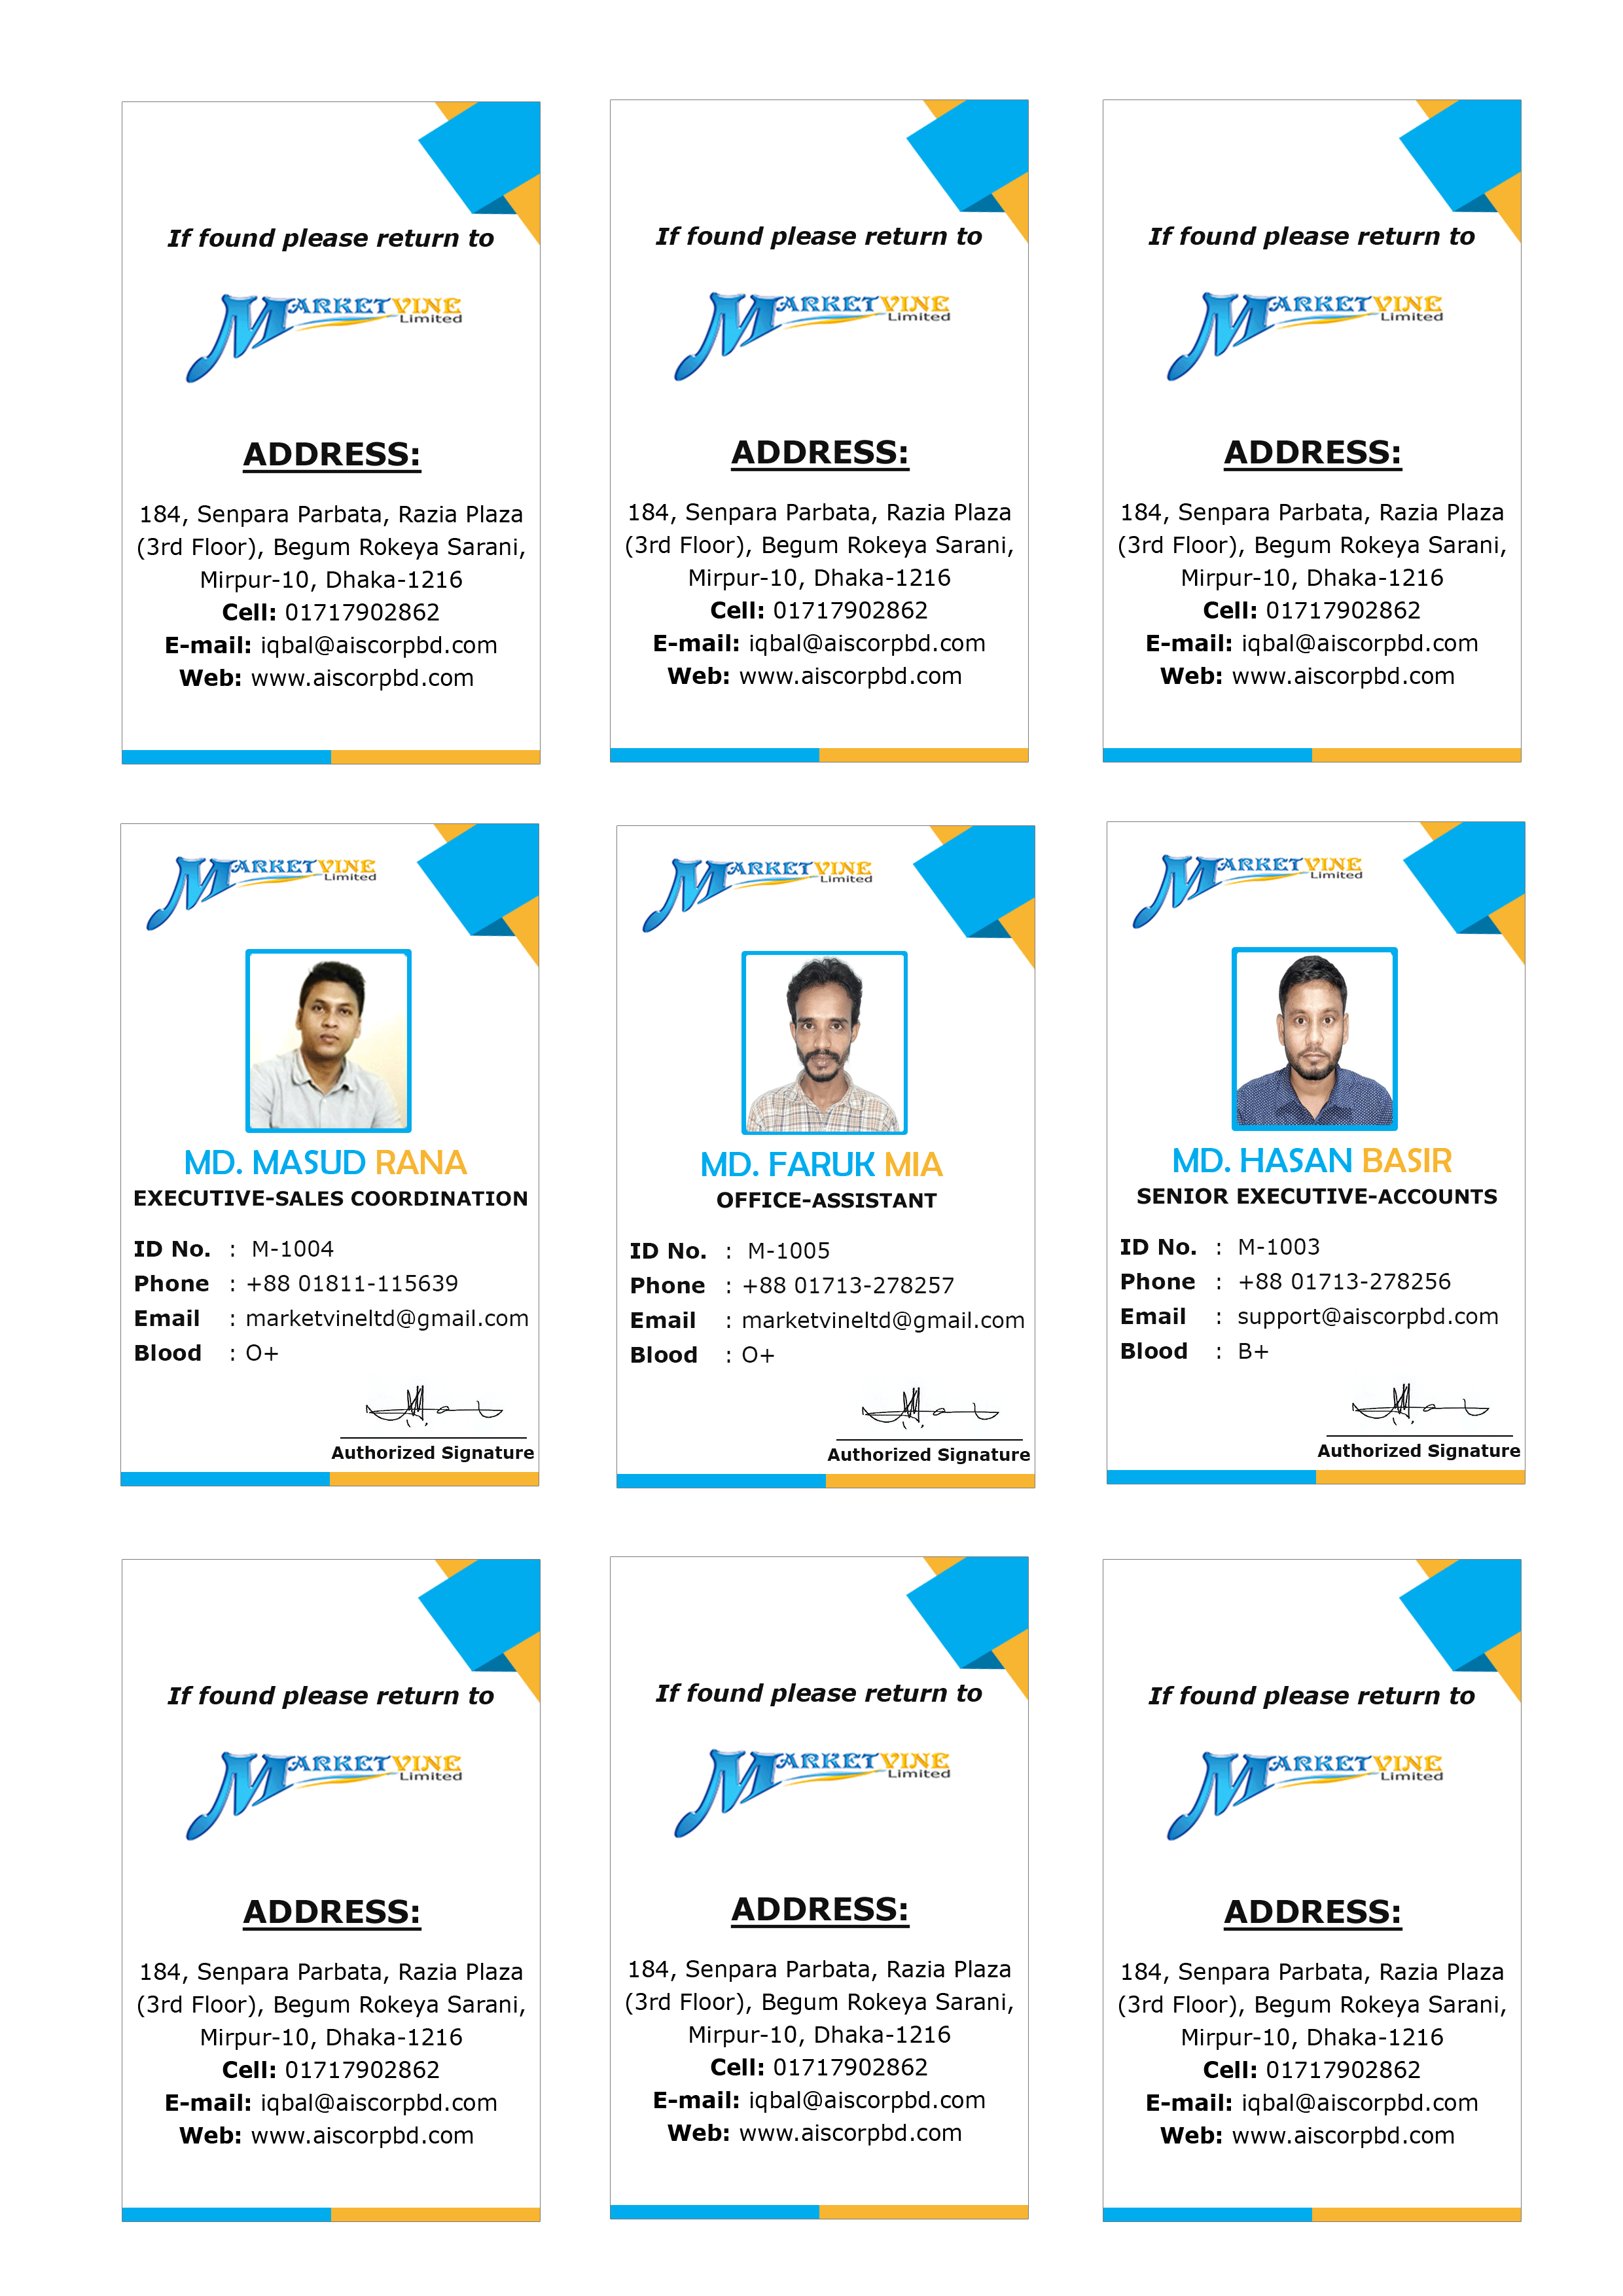 If found please return to
MARKETVINE
Limited
ADDRESS:
184, Senpara Parbata, Razia Plaza
(3rd Floor), Begum Rokeya Sarani,
Mirpur-10, Dhaka-1216
Cell: 01717902862
E-mail: iqbal@aiscorpbd.com
Web: www.aiscorpbd.com
If found please return to
MARKETVINE
Limited
ADDRESS:
184, Senpara Parbata, Razia Plaza
(3rd Floor), Begum Rokeya Sarani,
Mirpur-10, Dhaka-1216
Cell: 01717902862
E-mail: iqbal@aiscorpbd.com
Web: www.aiscorpbd.com
If found please return to
MARKETVINE
Limited
ADDRESS:
184, Senpara Parbata, Razia Plaza
(3rd Floor), Begum Rokeya Sarani,
Mirpur-10, Dhaka-1216
Cell: 01717902862
E-mail: iqbal@aiscorpbd.com
Web: www.aiscorpbd.com
MARKETVINE
Limited
MD. MASUD RANA
EXECUTIVE-SALES COORDINATION
ID No. : M-1004
Phone : +88 01811-115639
Email : marketvineltd@gmail.com
Blood : O+
Authorized Signature
MARKETVINE
Limited
MD. FARUK MIA
OFFICE-ASSISTANT
ID No. : M-1005
Phone : +88 01713-278257
Email : marketvineltd@gmail.com
Blood : O+
Authorized Signature
MARKETVINE
Limited
MD. HASAN BASIR
SENIOR EXECUTIVE-ACCOUNTS
ID No. : M-1003
Phone : +88 01713-278256
Email : support@aiscorpbd.com
Blood : B+
Authorized Signature
If found please return to
MARKETVINE
Limited
ADDRESS:
184, Senpara Parbata, Razia Plaza
(3rd Floor), Begum Rokeya Sarani,
Mirpur-10, Dhaka-1216
Cell: 01717902862
E-mail: iqbal@aiscorpbd.com
Web: www.aiscorpbd.com
If found please return to
MARKETVINE
Limited
ADDRESS:
184, Senpara Parbata, Razia Plaza
(3rd Floor), Begum Rokeya Sarani,
Mirpur-10, Dhaka-1216
Cell: 01717902862
E-mail: iqbal@aiscorpbd.com
Web: www.aiscorpbd.com
If found please return to
MARKETVINE
Limited
ADDRESS:
184, Senpara Parbata, Razia Plaza
(3rd Floor), Begum Rokeya Sarani,
Mirpur-10, Dhaka-1216
Cell: 01717902862
E-mail: iqbal@aiscorpbd.com
Web: www.aiscorpbd.com